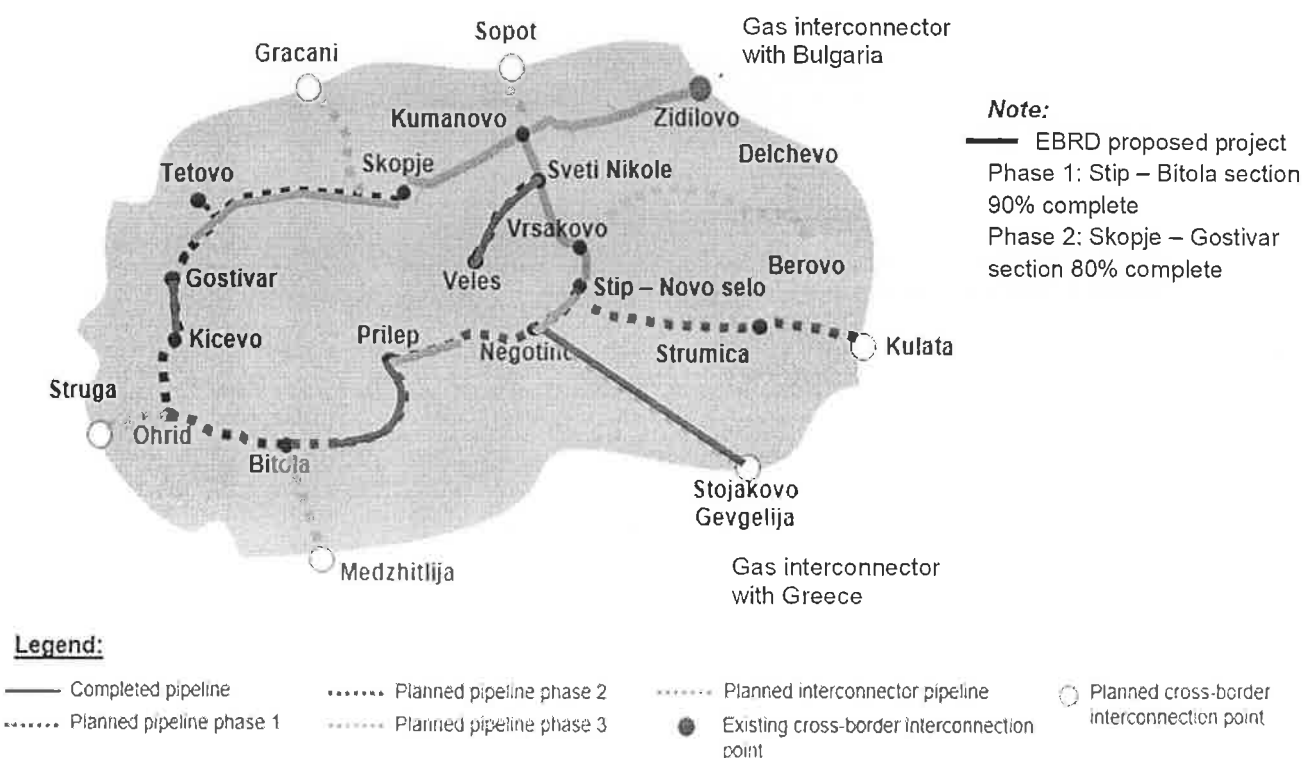 Sopot
Gas interconnector
with Bulgaria
Gracani
Note:
Kumanovo
Zidilovo
EBRD proposed project
Skopje
Delchevo
Phase 1: Stip – Bitola section
Tetovo
Sveti Nikole
90% complete
Vrsakovo
Phase 2: Skopje – Gostivar
section 80% complete
Berovo
Gostivar
Veles
Stip – Novo selo
Kicevo
Prilep
Negotino
Strumica
Kulata
Struga
Ohrid
Bitola
Stojakovo
Gevgelija
Medzhitlija
Gas interconnector
with Greece
Legend:
Completed pipeline
Planned pipeline phase 1
Planned pipeline phase 2
Planned pipeline phase 3
Planned interconnector pipeline
Existing cross-border interconnection
point
Planned cross-border
interconnection point